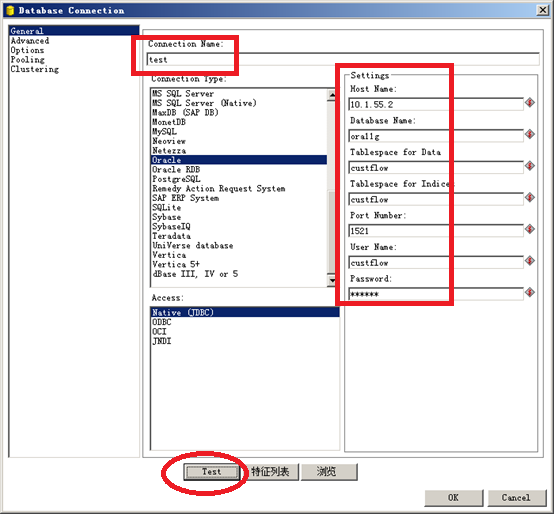 Database Connection
General
Advanced
Options
Pooling
Clustering
Connection Name:
test
Connection Type:
MS SQL Server
MS SQL Server (Native)
MaxDB (SAP DB)
MonetDB
MySQL
Neoview
Netezza
Oracle
Oracle RDB
PostgreSQL
Remedy Action Request System
SAP ERP System
SQLite
Sybase
SybaseIQ
Teradata
UniVerse database
Vertica
Vertica 5+
dBase III, IV or 5
Access:
Native (JDBC)
ODBC
OCI
JNDI
Settings
Host Name:
10.1.55.2
Database Name:
ora11g
Tablespace for Data
custflow
Tablespace for Indices
custflow
Port Number:
1521
User Name:
custflow
Password:
******
Test
特征列表
浏览
OK
Cancel